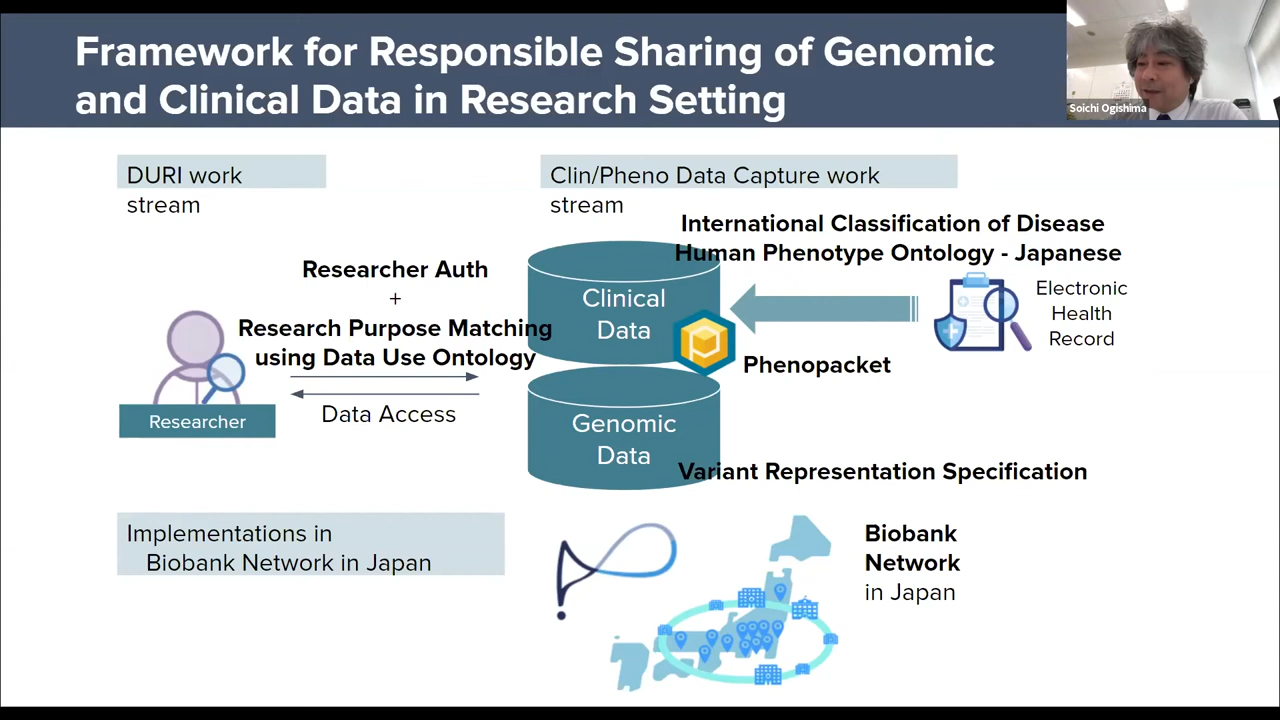 Framework for Responsible Sharing of Genomic
and Clinical Data in Research Setting
Soichi Ogishima
DURI work
stream
Clin/Pheno Data Capture work
stream
International Classification of Disease
Human Phenotype Ontology - Japanese
Researcher Auth
+
Research Purpose Matching
using Data Use Ontology
Data Access
Researcher
Clinical
Data
Electronic
Health
Record
Phenopacket
Genomic
Data
Variant Representation Specification
Implementations in
Biobank Network in Japan
Biobank
Network
in Japan